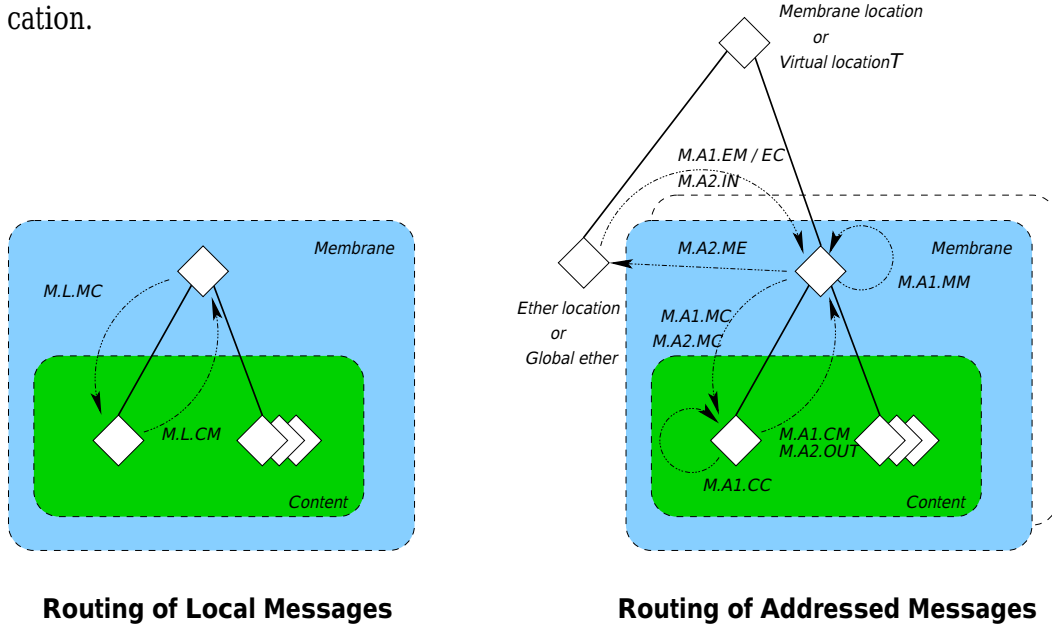 cation.
Membrane location
or
Virtual location T
M.A1.EM / EC
M.A2.IN
Membrane
M.L.MC
M.L.CM
Content
M.A2.ME
Membrane
M.A1.MM
Ether location
or
Global ether
M.A1.MC
M.A2.MC
M.A1.CM
M.A2.OUT
M.A1.CC
Content
Routing of Local Messages
Routing of Addressed Messages